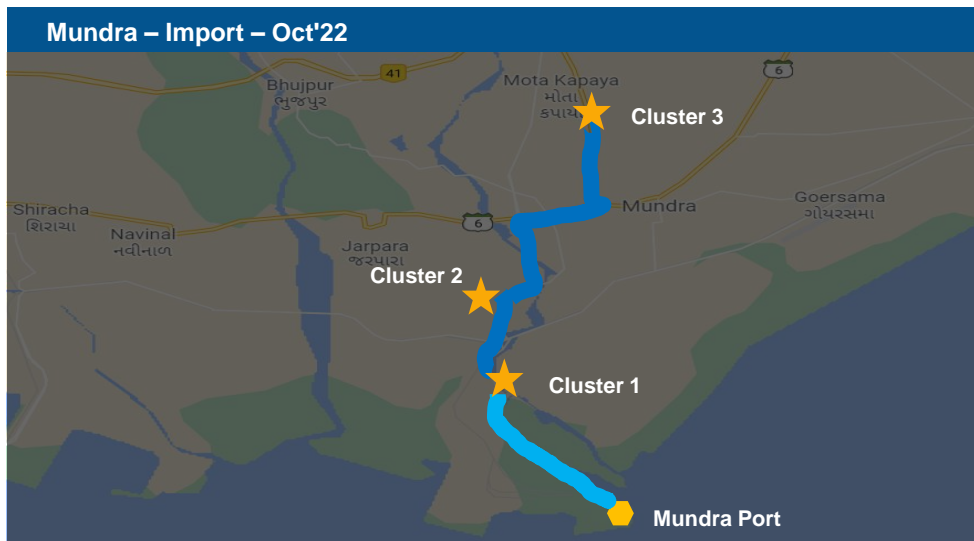 Mundra – Import – Oct'22
41
6
Bhujpur
ભુજપુર
Mota Kapaya
મોતા
Cluster 3
Shiracha
શિરાચા
Navinal
નવીનાળ
6
Mundra
Goersama
ગોયરસમા
Jarpara
જરપારા
Cluster 2
Cluster 1
Mundra Port